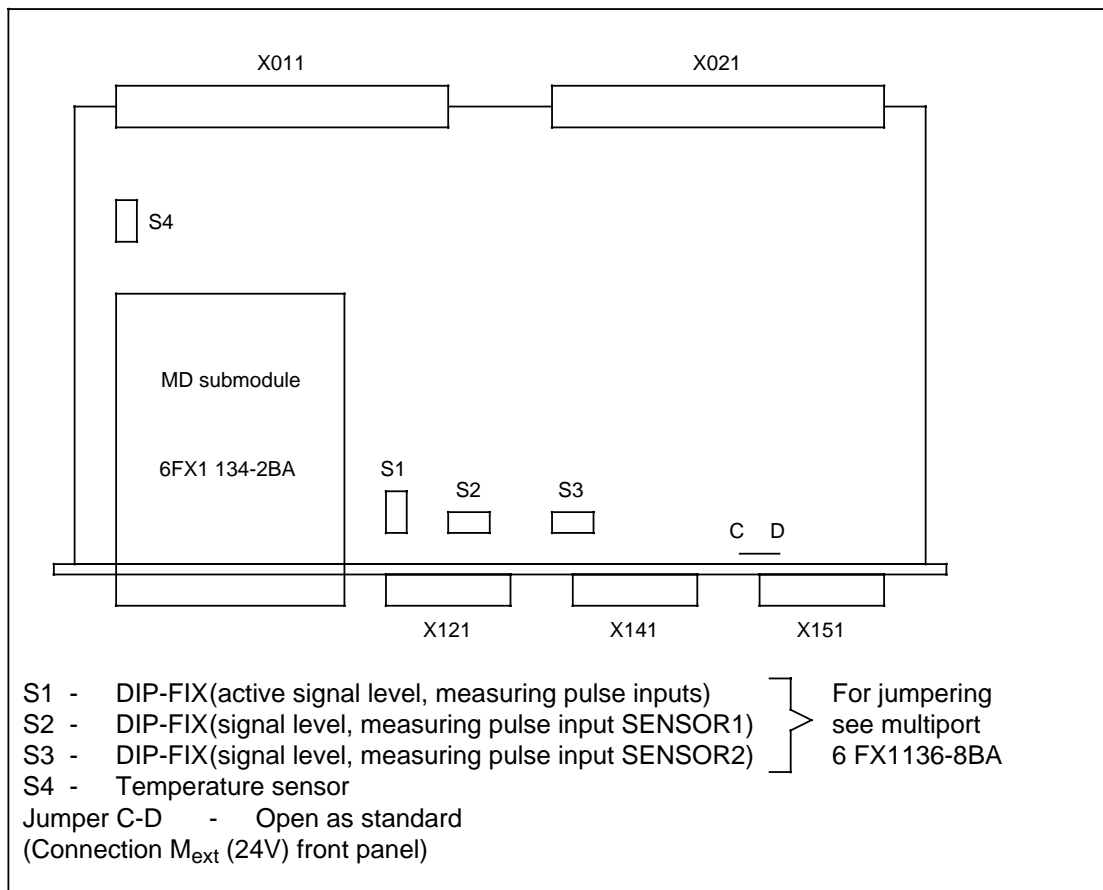 X011 X021
S4
MD submodule
6FX1 134-2BA
S1
S2 S3
C D
X121 X141 X151
S1 - DIP-FIX(active signal level, measuring pulse inputs) For jumpering
S2 - DIP-FIX(signal level, measuring pulse input SENSOR1) see multiport
S3 - DIP-FIX(signal level, measuring pulse input SENSOR2) 6 FX1136-8BA
S4 - Temperature sensor
Jumper C-D - Open as standard
(Connection Mext (24V) front panel)